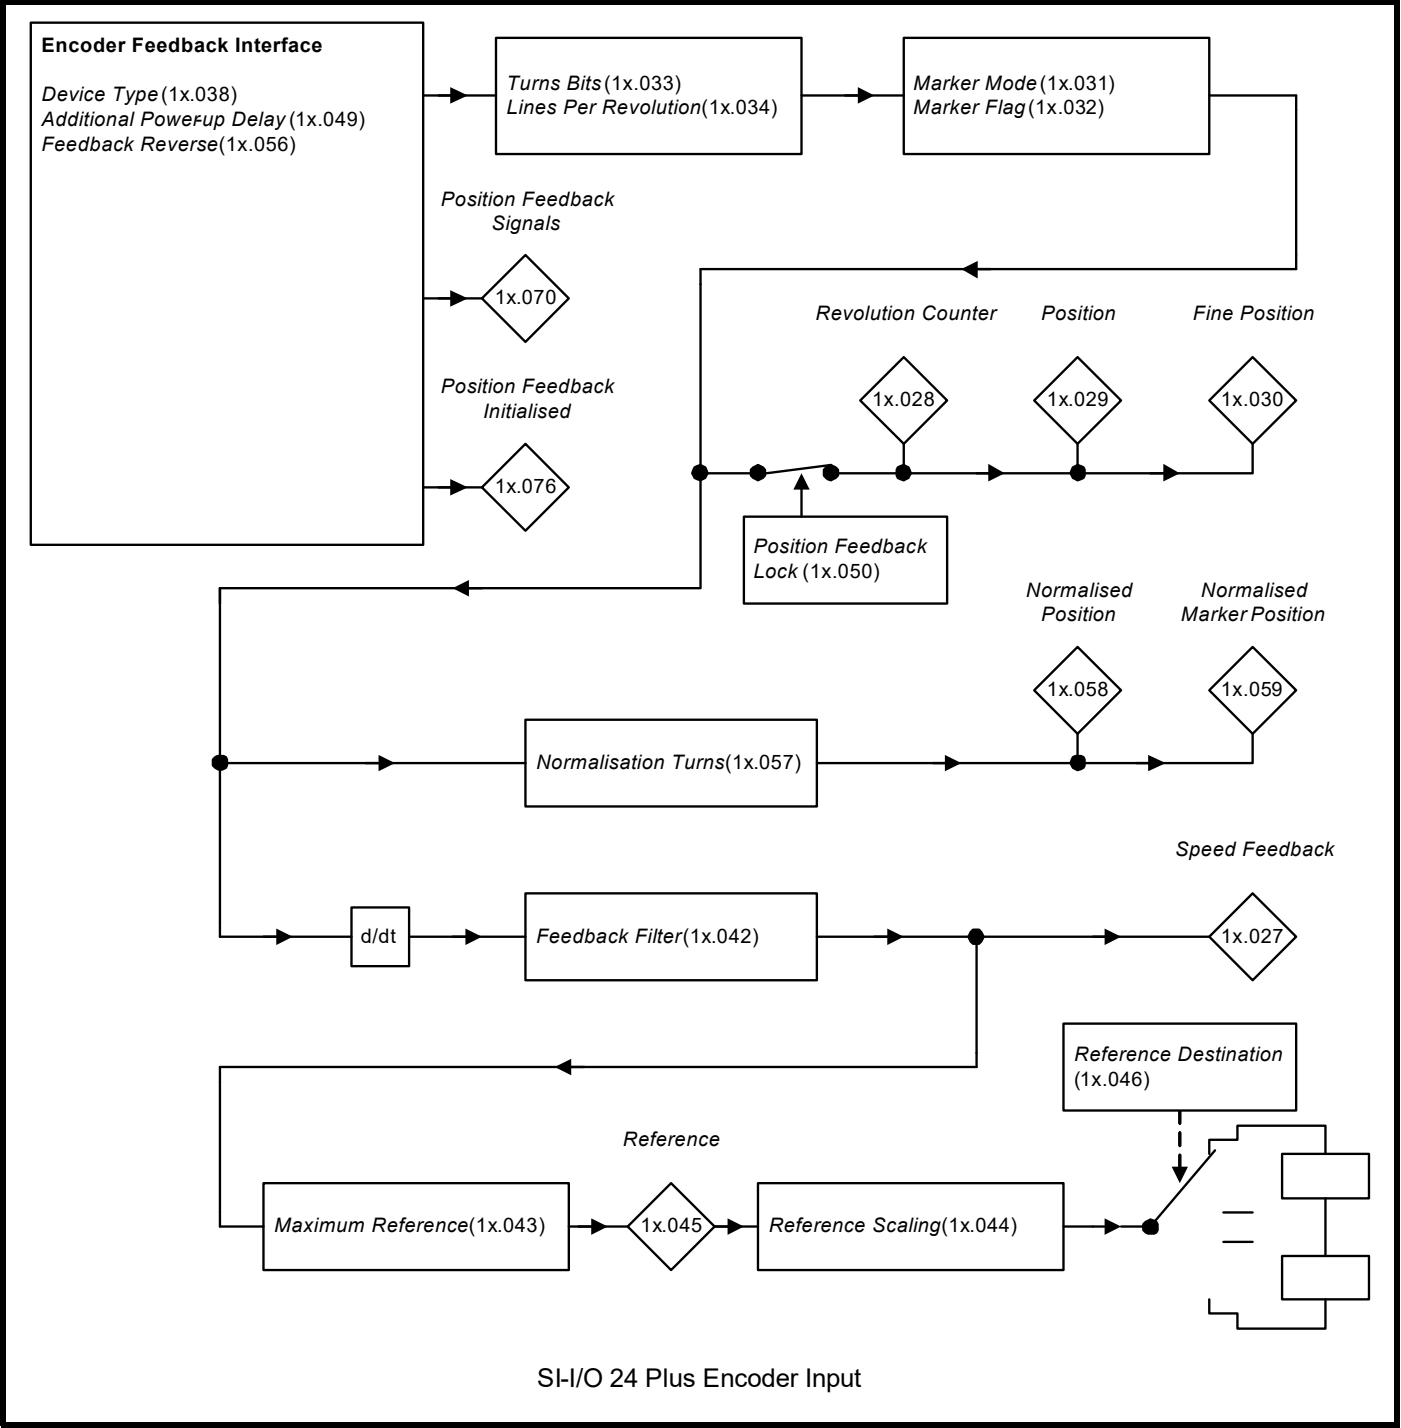 Encoder Feedback Interface
Device Type (1x.038)
Additional Power-up Delay (1x.049)
Feedback Reverse (1x.056)
Turns Bits (1x.033)
Lines Per Revolution (1x.034)
Marker Mode (1x.031)
Marker Flag (1x.032)
Position Feedback
Signals
1x.070
Position Feedback
Initialised
1x.076
Revolution Counter
Position
Fine Position
1x.028
1x.029
1x.030
Position Feedback
Lock (1x.050)
Normalised
Position
Normalised
Marker Position
1x.058
1x.059
Normalisation Turns (1x.057)
Speed Feedback
d/dt
Feedback Filter (1x.042)
1x.027
Reference Destination
(1x.046)
Reference
Maximum Reference (1x.043)
1x.045
Reference Scaling (1x.044)
SI-I/O 24 Plus Encoder Input